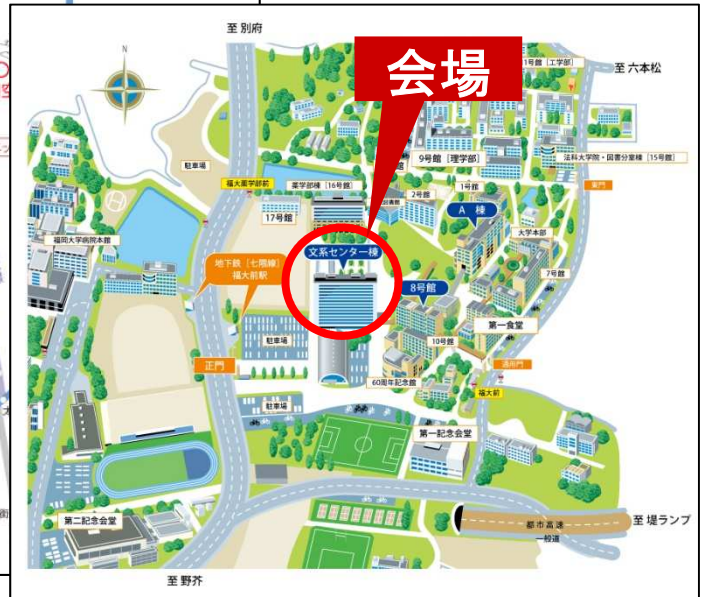 至 別府
会場
N
1号館［工学部］
至 六本松
駐車場
9号館［理学部］
法科大学院・図書分室棟［15号館］
福大薬学部前
薬学部棟［16号館］
2号館
1号館
東門
17号館
A 棟
福岡大学病院本館
大学本部
文系センター棟
地下鉄［七隈線］
福大前駅
7号館
8号館
第一食堂
駐車場
10号館
正門
60周年記念館
通用門
福大前
駐車場
第一記念会堂
第二記念会堂
都市高速
一般道
至 堤ランプ
至 野芥